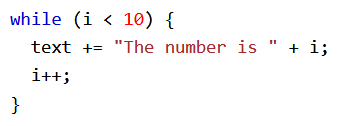 while (i < 10) {
  text += "The number is " + i;
  i++;
}